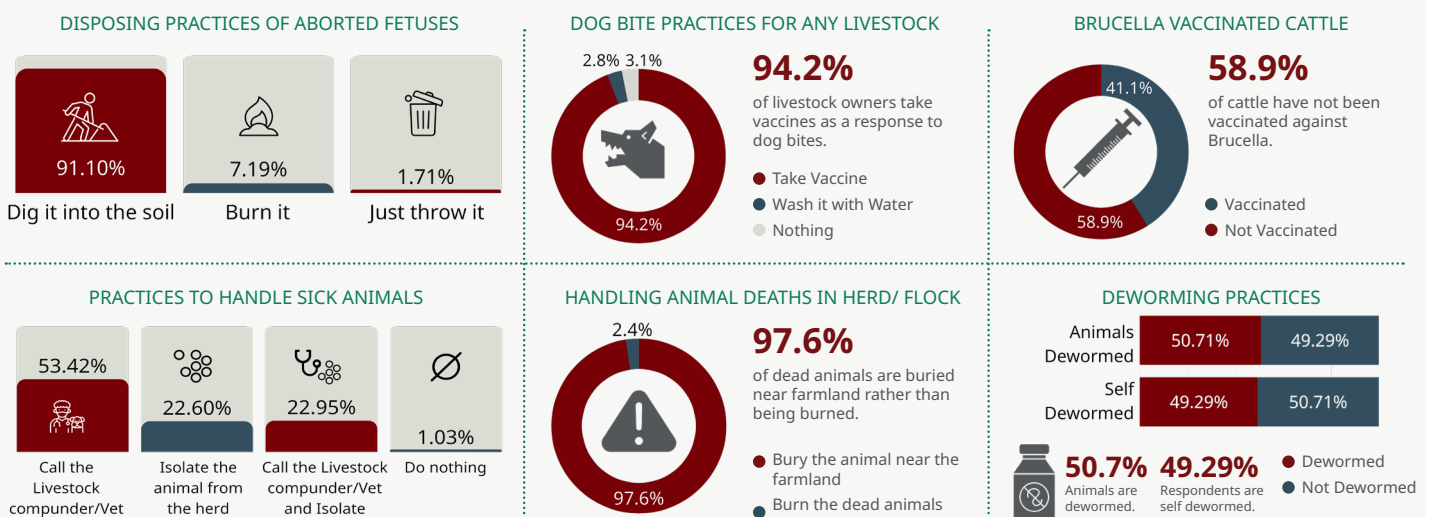 DISPOSING PRACTICES OF ABORTED FETUSES
91.10%
7.19%
1.71%
Dig it into the soil
Burn it
Just throw it
DOG BITE PRACTICES FOR ANY LIVESTOCK
2.8% 3.1%
94.2%
94.2%
of livestock owners take
vaccines as a response to
dog bites.
Take Vaccine
Wash it with Water
Nothing
BRUCELLA VACCINATED CATTLE
41.1%
58.9%
58.9%
of cattle have not been
vaccinated against
Brucella.
Vaccinated
Not Vaccinated
PRACTICES TO HANDLE SICK ANIMALS
53.42%
22.60%
22.95%
1.03%
Call the
Livestock
compunder/Vet
Isolate the
animal from
the herd
Call the Livestock
compunder/Vet
and Isolate
Do nothing
HANDLING ANIMAL DEATHS IN HERD/ FLOCK
2.4%
97.6%
97.6%
of dead animals are buried
near farmland rather than
being burned.
Bury the animal near the
farmland
Burn the dead animals
DEWORMING PRACTICES
Animals
Dewormed
50.71%
49.29%
Self
Dewormed
49.29%
50.71%
50.7%
Animals are
dewormed.
49.29%
Respondents are
self dewormed.
Dewormed
Not Dewormed